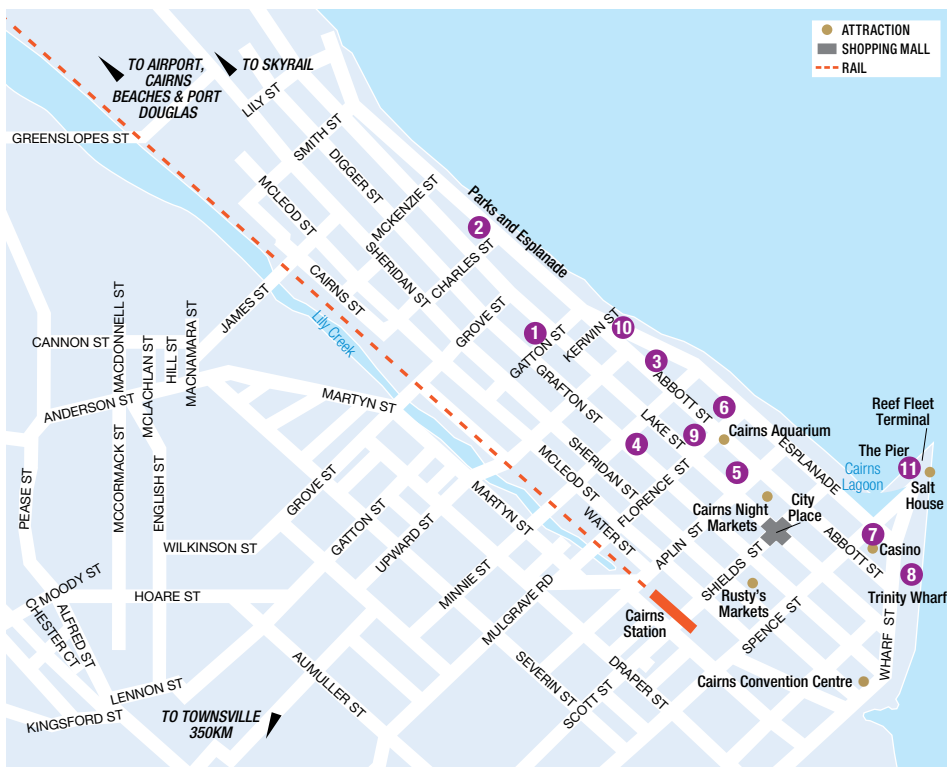 ATTRACTION
SHOPPING MALL
RAIL
TO AIRPORT,
CAIRNS
BEACHES & PORT
DOUGLAS
TO SKYRAIL
LILY ST
GREENSLOPES ST
SMITH ST
DIGGER ST
MCKENZIE ST
MCLEOD ST
SHERIDAN ST
CHARLES ST
2
Parks and Esplanade
CAIRNS ST
JAMES ST
Lily Creek
GROVE ST
1
GATTON ST
KERWIN ST
10
CANNON ST
MACDONNELL ST
MCLACHLAN ST
HILL ST
MACNAMARA ST
3
ABBOTT ST
GRAFTON ST
ANDERSON ST
MARTYN ST
LAKE ST
6
9
Cairns Aquarium
ESPLANADE
4
5
Reef Fleet
Terminal
The Pier
11
Cairns
Lagoon
Salt
House
MCCORMACK ST
ENGLISH ST
PEASE ST
GROVE ST
MCLEOD ST
SHERIDAN ST
FLORENCE ST
MARTYN ST
WATER ST
Cairns Night
Markets
City
Place
GATTON ST
UPWARD ST
WILKINSON ST
APLIN ST
SHIELDS ST
ABBOTT ST
7
Casino
8
Trinity Wharf
MINNIE ST
MULGRAVE RD
MOODY ST
HOARE ST
Rusty's
Markets
Cairns
Station
SPENCE ST
WHARF ST
ALFRED ST
CHESTER CT
AUMULLER ST
SEVERIN ST
SCOTT ST
DRAPER ST
Cairns Convention Centre
LENNON ST
KINGSFORD ST
TO TOWNSVILLE
350KM